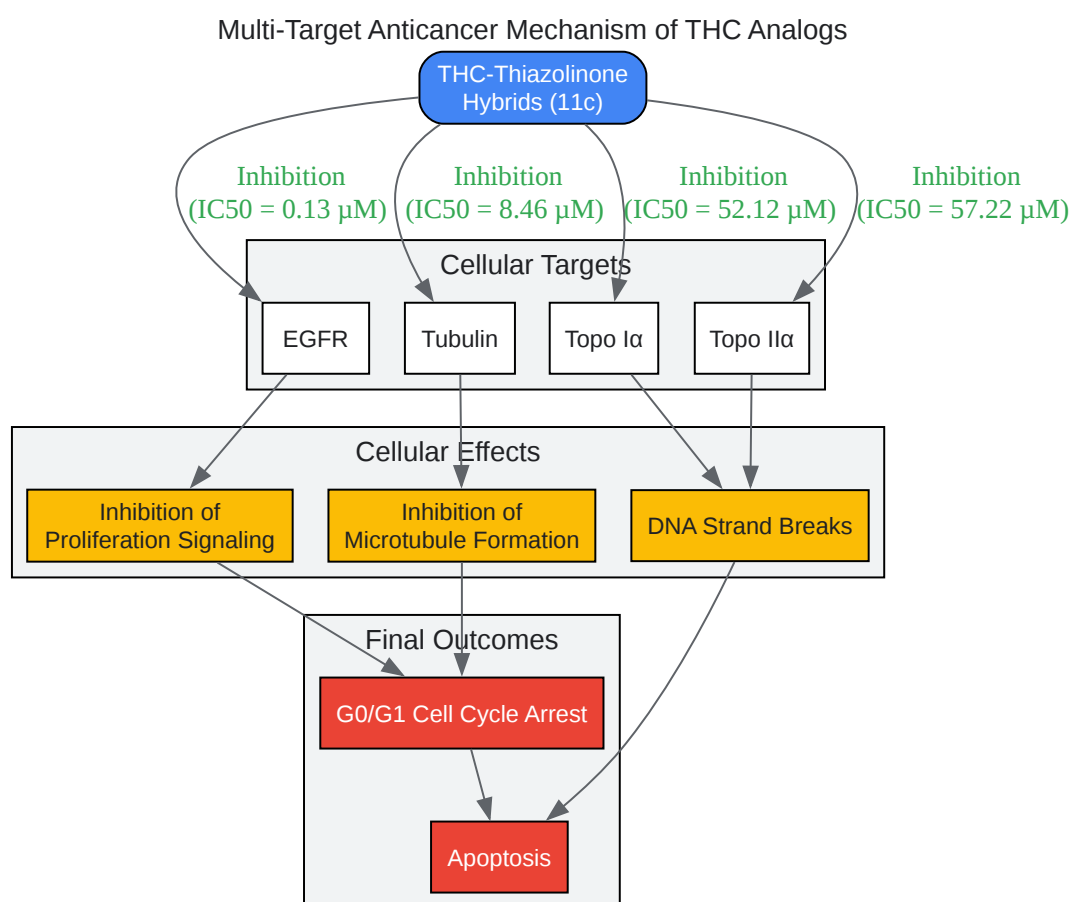 Multi-Target Anticancer Mechanism of THC Analogs
THC-Thiazolinone
Hybrids (11c)
Inhibition
(IC50 = 0.13 µM)
Inhibition
(IC50 = 8.46 µM)
Inhibition
(IC50 = 52.12 µM)
Inhibition
(IC50 = 57.22 µM)
Cellular Targets
EGFR
Tubulin
Topo Iα
Topo IIα
Cellular Effects
Inhibition of
Proliferation Signaling
Inhibition of
Microtubule Formation
DNA Strand Breaks
Final Outcomes
G0/G1 Cell Cycle Arrest
Apoptosis